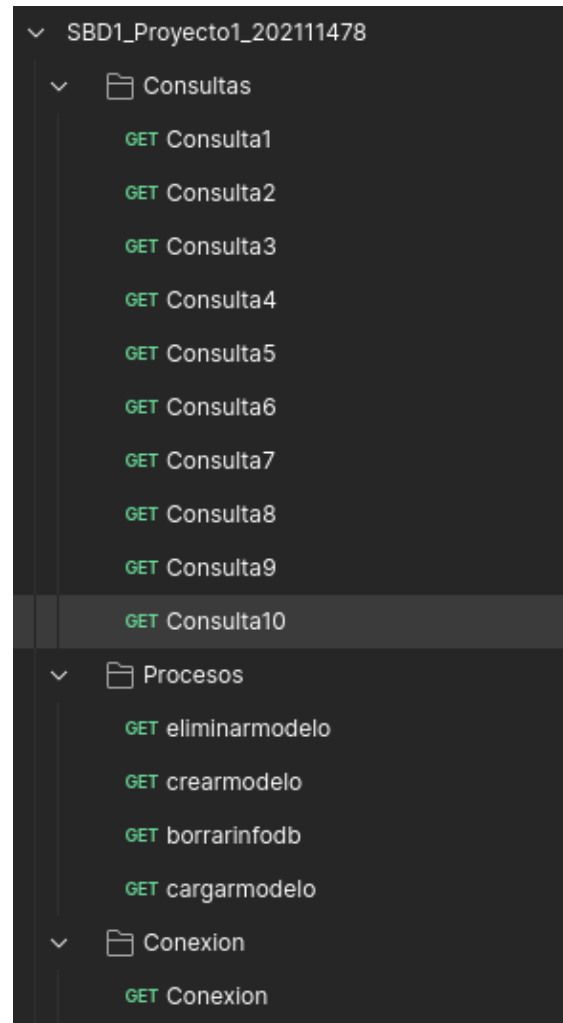 SBD1_Proyecto1_202111478
Consultas
GET Consulta1
GET Consulta2
GET Consulta3
GET Consulta4
GET Consulta5
GET Consulta6
GET Consulta7
GET Consulta8
GET Consulta9
GET Consulta10
Procesos
GET eliminarmodelo
GET crearmodelo
GET borrarinfodb
GET cargarmodelo
Conexion
GET Conexion